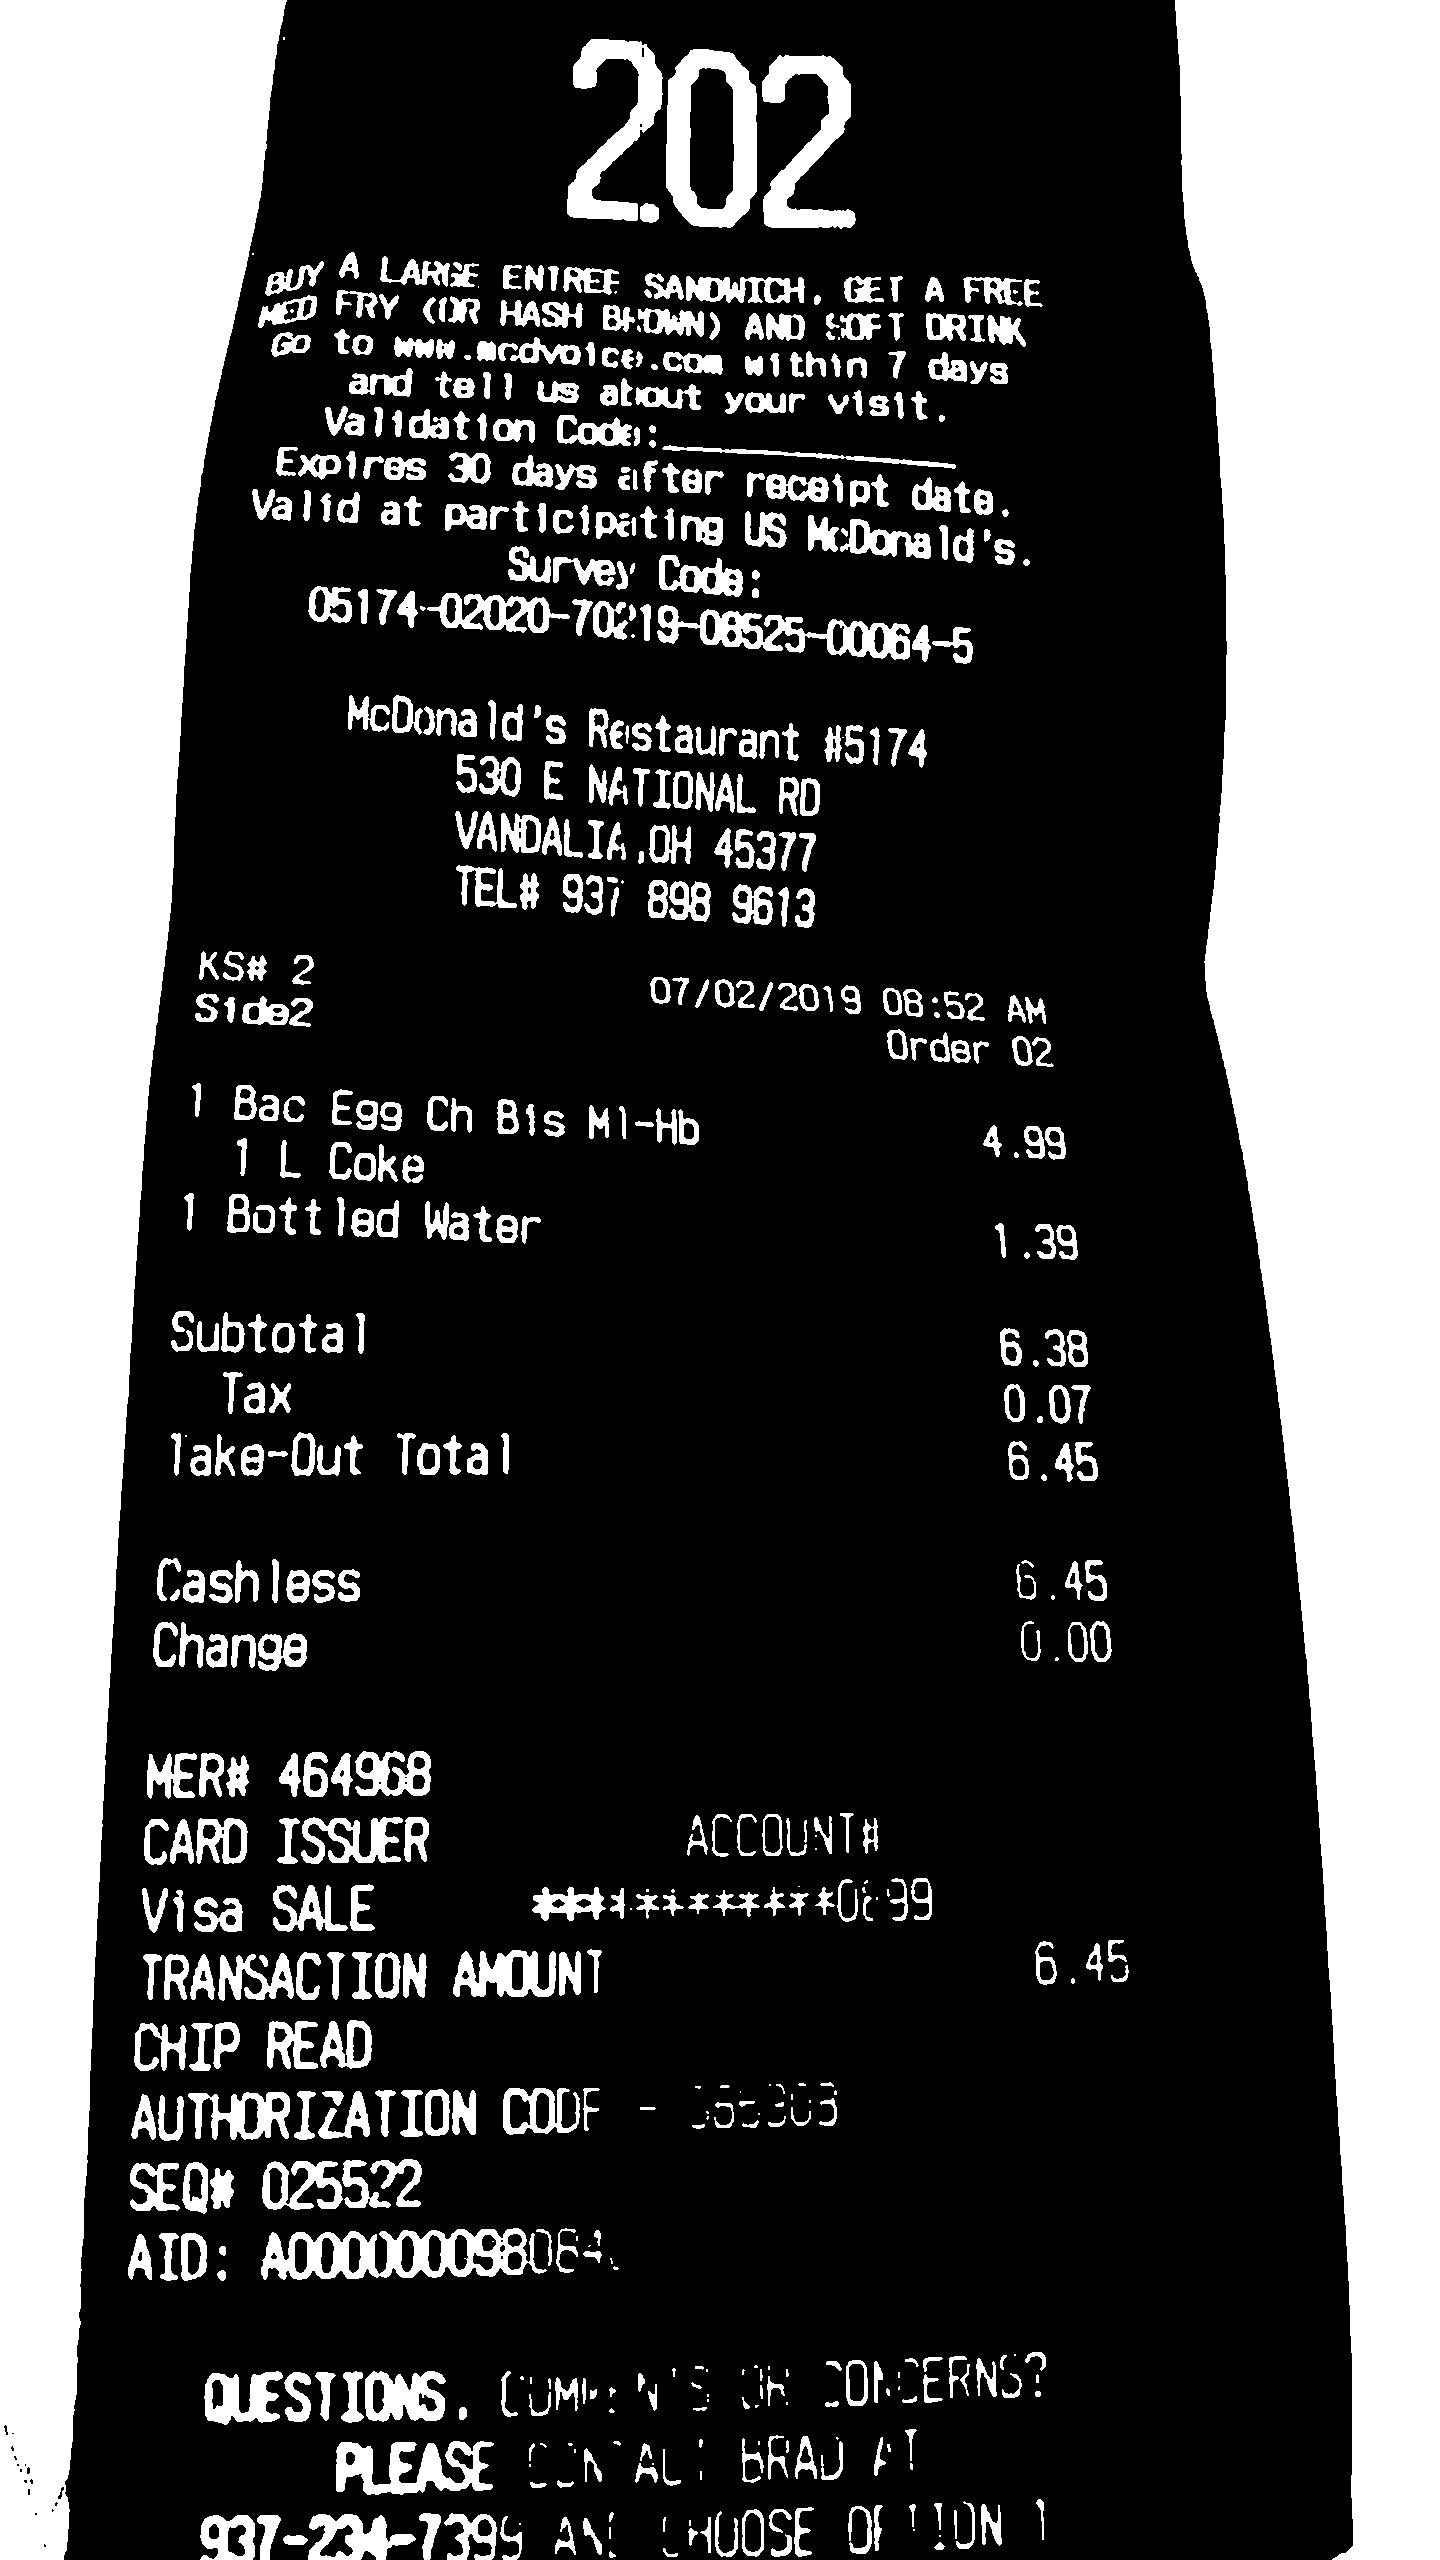 202
BUY A LARGE ENTREE SANDWICH, GET A FREE
MED FRY (OR HASH BROWN) AND SOFT DRINK
Go to www.mcdvoice.com within 7 days
and tell us about your visit.
Validation Code:
Expires 30 days after receipt date.
Valid at participating US McDonald's.
Survey Code:
05174-02020-70219-08525-00064-5
McDonald's Restaurant #5174
530 E NATIONAL RD
VANDALIA,OH 45377
TEL# 937 898 9613
KS# 2
07/02/2019 08:52 AM
Side2
Order 02
1 Bac Egg Ch Bis Ml-Hb 4.99
1 L Coke
1 Bottled Water 1.39
Subtotal 6.38
Tax 0.07
Take-Out Total 6.45
Cashless 6.45
Change 0.00
MER# 464968
CARD ISSUER ACCOUNT#
Visa SALE
TRANSACTION AMOUNT 6.45
CHIP READ
AUTHORIZATION CODE -
SEQ# 025522
AID:
QUESTIONS, COMMENTS OR CONCERNS?
PLEASE CONTACT BRAD AT
937-234-7399 AND CHOOSE OPTION 1